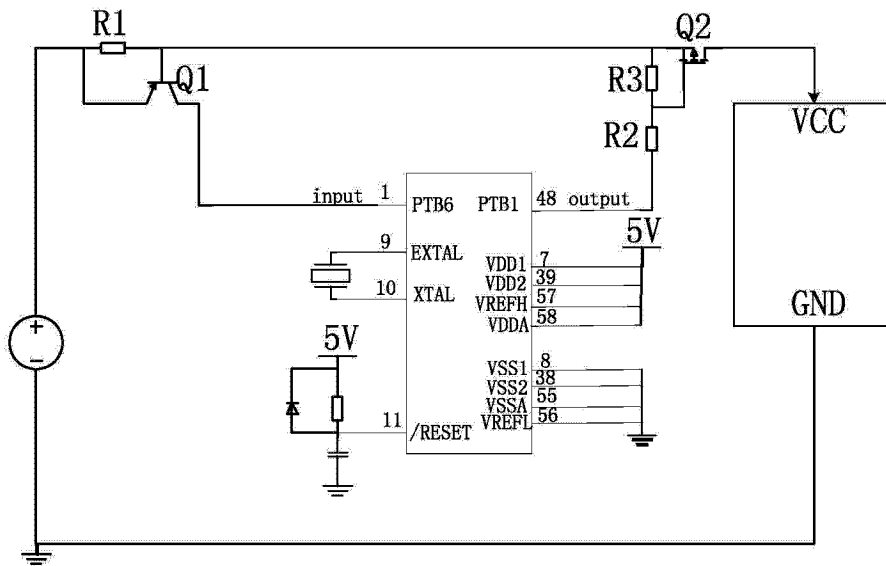 R1
Q2
Q1
R3
VCC
R2
input 1 PTB6 PTB1 48 output
5V
9 EXTAL
VDD1 7
VDD2 39
10 XTAL
VREFH 57
VDDA 58
GND
+
−
5V
VSS1 8
VSS2 38
VSSA 55
11 /RESET
VREFL 56